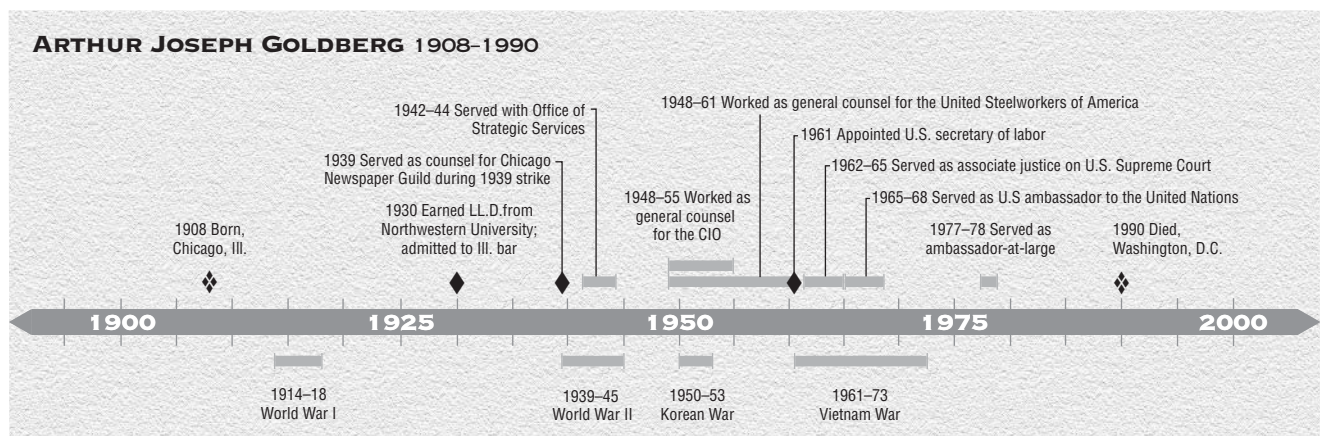 ARTHUR JOSEPH GOLDBERG 1908–1990
1942–44 Served with Office of
Strategic Services
1948–61 Worked as general counsel for the United Steelworkers of America
1961 Appointed U.S. secretary of labor
1939 Served as counsel for Chicago
Newspaper Guild during 1939 strike
1962–65 Served as associate justice on U.S. Supreme Court
1948–55 Worked as
general counsel
for the CIO
1965–68 Served as U.S ambassador to the United Nations
1930 Earned LL.D.from
Northwestern University;
admitted to Ill. bar
1908 Born,
Chicago, Ill.
1977–78 Served as
ambassador-at-large
1990 Died,
Washington, D.C.
1900 1925 1950 1975 2000
1914–18
World War I
1939–45
World War II
1950–53
Korean War
1961–73
Vietnam War